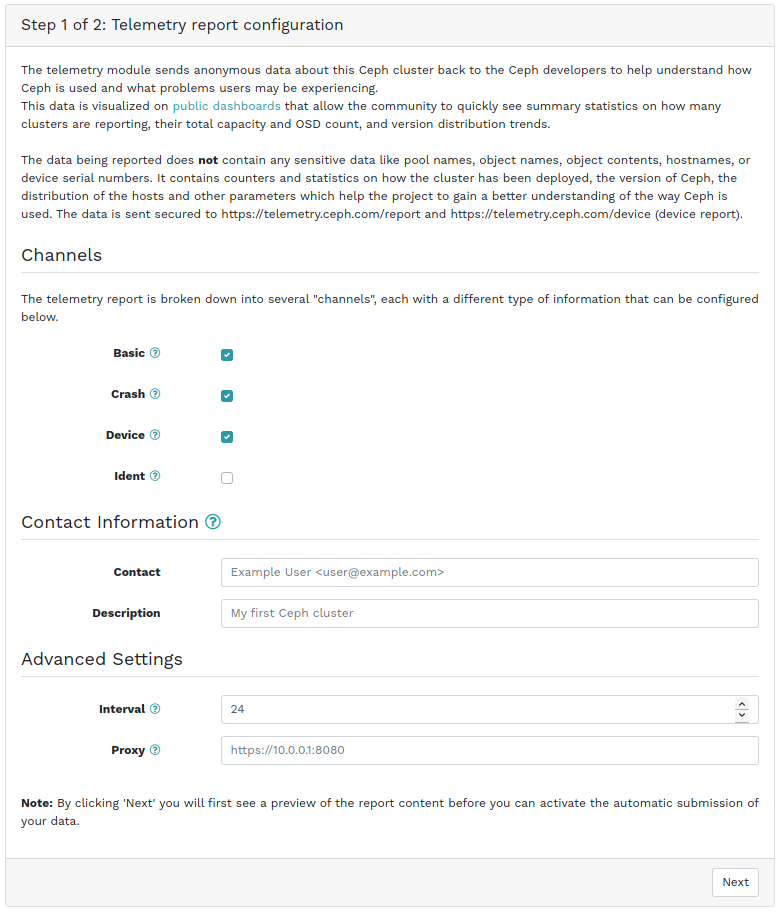 Step 1 of 2: Telemetry report configuration
The telemetry module sends anonymous data about this Ceph cluster back to the Ceph developers to help understand how
Ceph is used and what problems users may be experiencing.
This data is visualized on public dashboards that allow the community to quickly see summary statistics on how many
clusters are reporting, their total capacity and OSD count, and version distribution trends.
The data being reported does not contain any sensitive data like pool names, object names, object contents, hostnames, or
device serial numbers. It contains counters and statistics on how the cluster has been deployed, the version of Ceph, the
distribution of the hosts and other parameters which help the project to gain a better understanding of the way Ceph is
used. The data is sent secured to https://telemetry.ceph.com/report and https://telemetry.ceph.com/device (device report).
Channels
The telemetry report is broken down into several "channels", each with a different type of information that can be configured
below.
Basic ?
Crash ?
Device ?
Ident ?
Contact Information ?
Contact Example User <user@example.com>
Description My first Ceph cluster
Advanced Settings
Interval ? 24
Proxy ? https://10.0.0.1:8080
Note: By clicking 'Next' you will first see a preview of the report content before you can activate the automatic submission of
your data.
Next